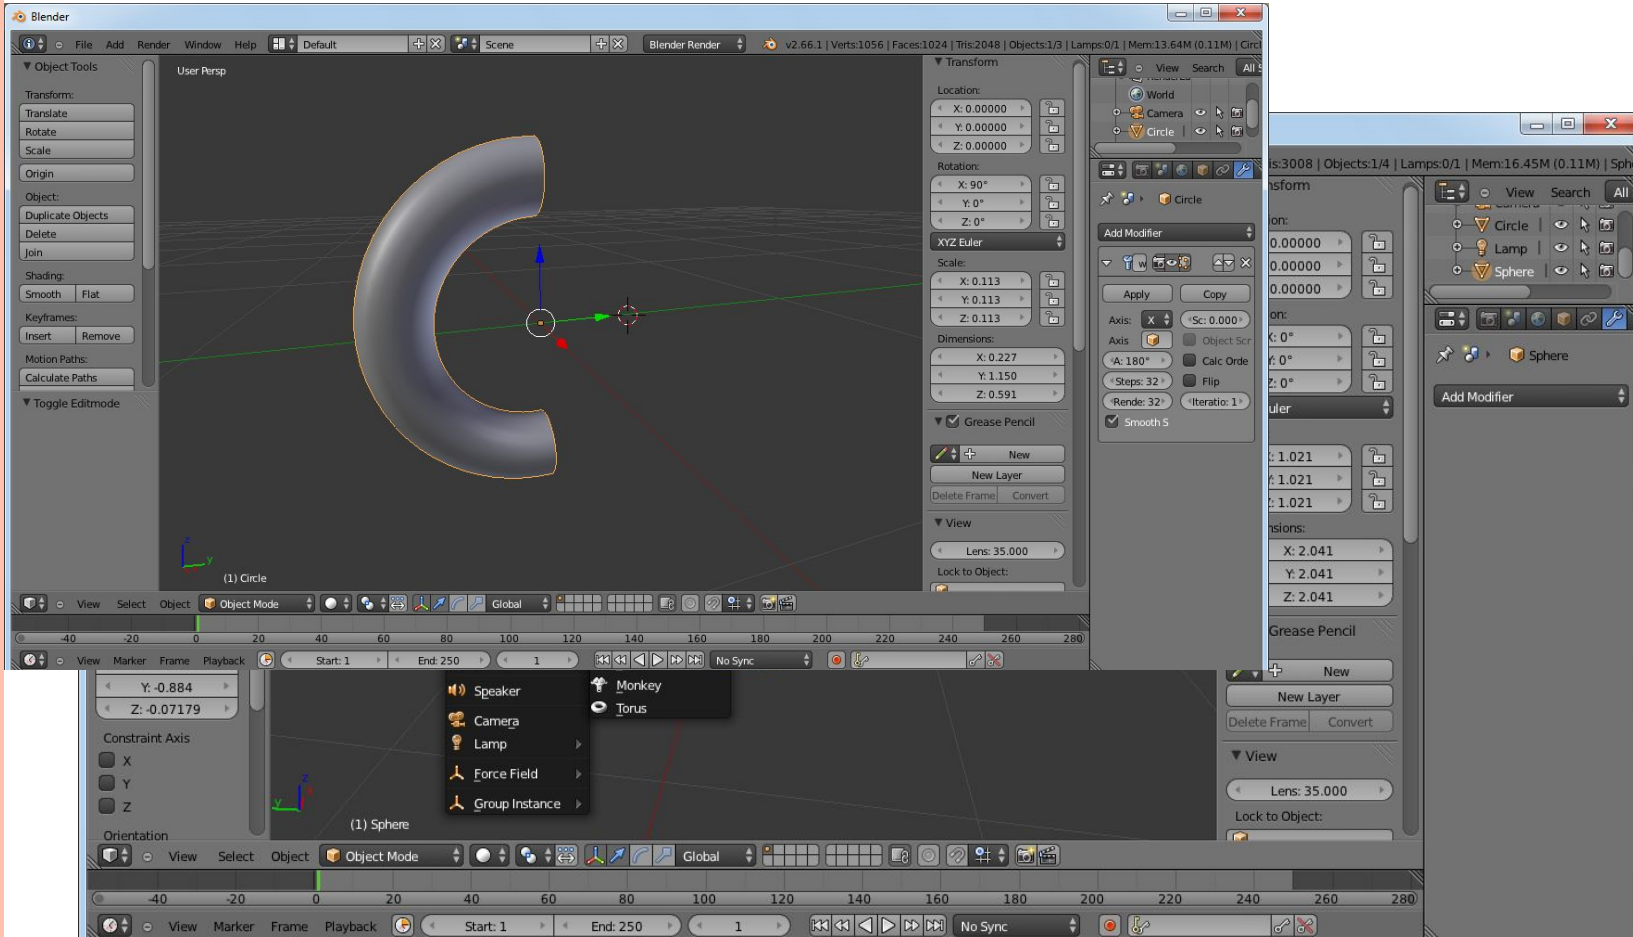 Blender
File Add Render Window Help Default Scene Blender Render v2.66.1 | Verts:1056 | Faces:1024 | Tris:2048 | Objects:1/3 | Lamps:0/1 | Mem:13.64M (0.11M) | Circl
Object Tools
Transform:
Translate
Rotate
Scale
Origin
Object:
Duplicate Objects
Delete
Join
Shading:
Smooth Flat
Keyframes:
Insert Remove
Motion Paths:
Calculate Paths
Toggle Editmode
User Persp
z
y
(1) Circle
Transform
Location:
X: 0.00000
Y: 0.00000
Z: 0.00000
Rotation:
X: 90°
Y: 0°
Z: 0°
XYZ Euler
Scale:
X: 0.113
Y: 0.113
Z: 0.113
Dimensions:
X: 0.227
Y: 1.150
Z: 0.591
Grease Pencil
New
New Layer
Delete Frame Convert
View
Lens: 35.000
Lock to Object:
View Search All
World
Camera
Circle
Circle
Add Modifier
Apply Copy
Axis: X Sc: 0.000
Axis Object Scr
A: 180° Calc Orde
Steps: 32 Flip
Rende: 32 Iteratio: 1
Smooth S
View Select Object Object Mode Global
-40 -20 0 20 40 60 80 100 120 140 160 180 200 220 240 260 280
View Marker Frame Playback Start: 1 End: 250 1 No Sync
is:3008 | Objects:1/4 | Lamps:0/1 | Mem:16.45M (0.11M) | Sph
nsform
on:
0.00000
0.00000
0.00000
on:
X: 0°
Y: 0°
Z: 0°
uler
: 1.021
: 1.021
: 1.021
nsions:
X: 2.041
Y: 2.041
Z: 2.041
Grease Pencil
New
New Layer
Delete Frame Convert
View
Lens: 35.000
Lock to Object:
View Search All
Camera
Circle
Lamp
Sphere
Sphere
Add Modifier
Y: -0.884
Z: -0.07179
Constraint Axis
X
Y
Z
Orientation
Speaker
Camera
Lamp
Force Field
Group Instance
Monkey
Torus
z
y
x
(1) Sphere
View Select Object Object Mode Global
-40 -20 0 20 40 60 80 100 120 140 160 180 200 220 240 260 280
View Marker Frame Playback Start: 1 End: 250 1 No Sync